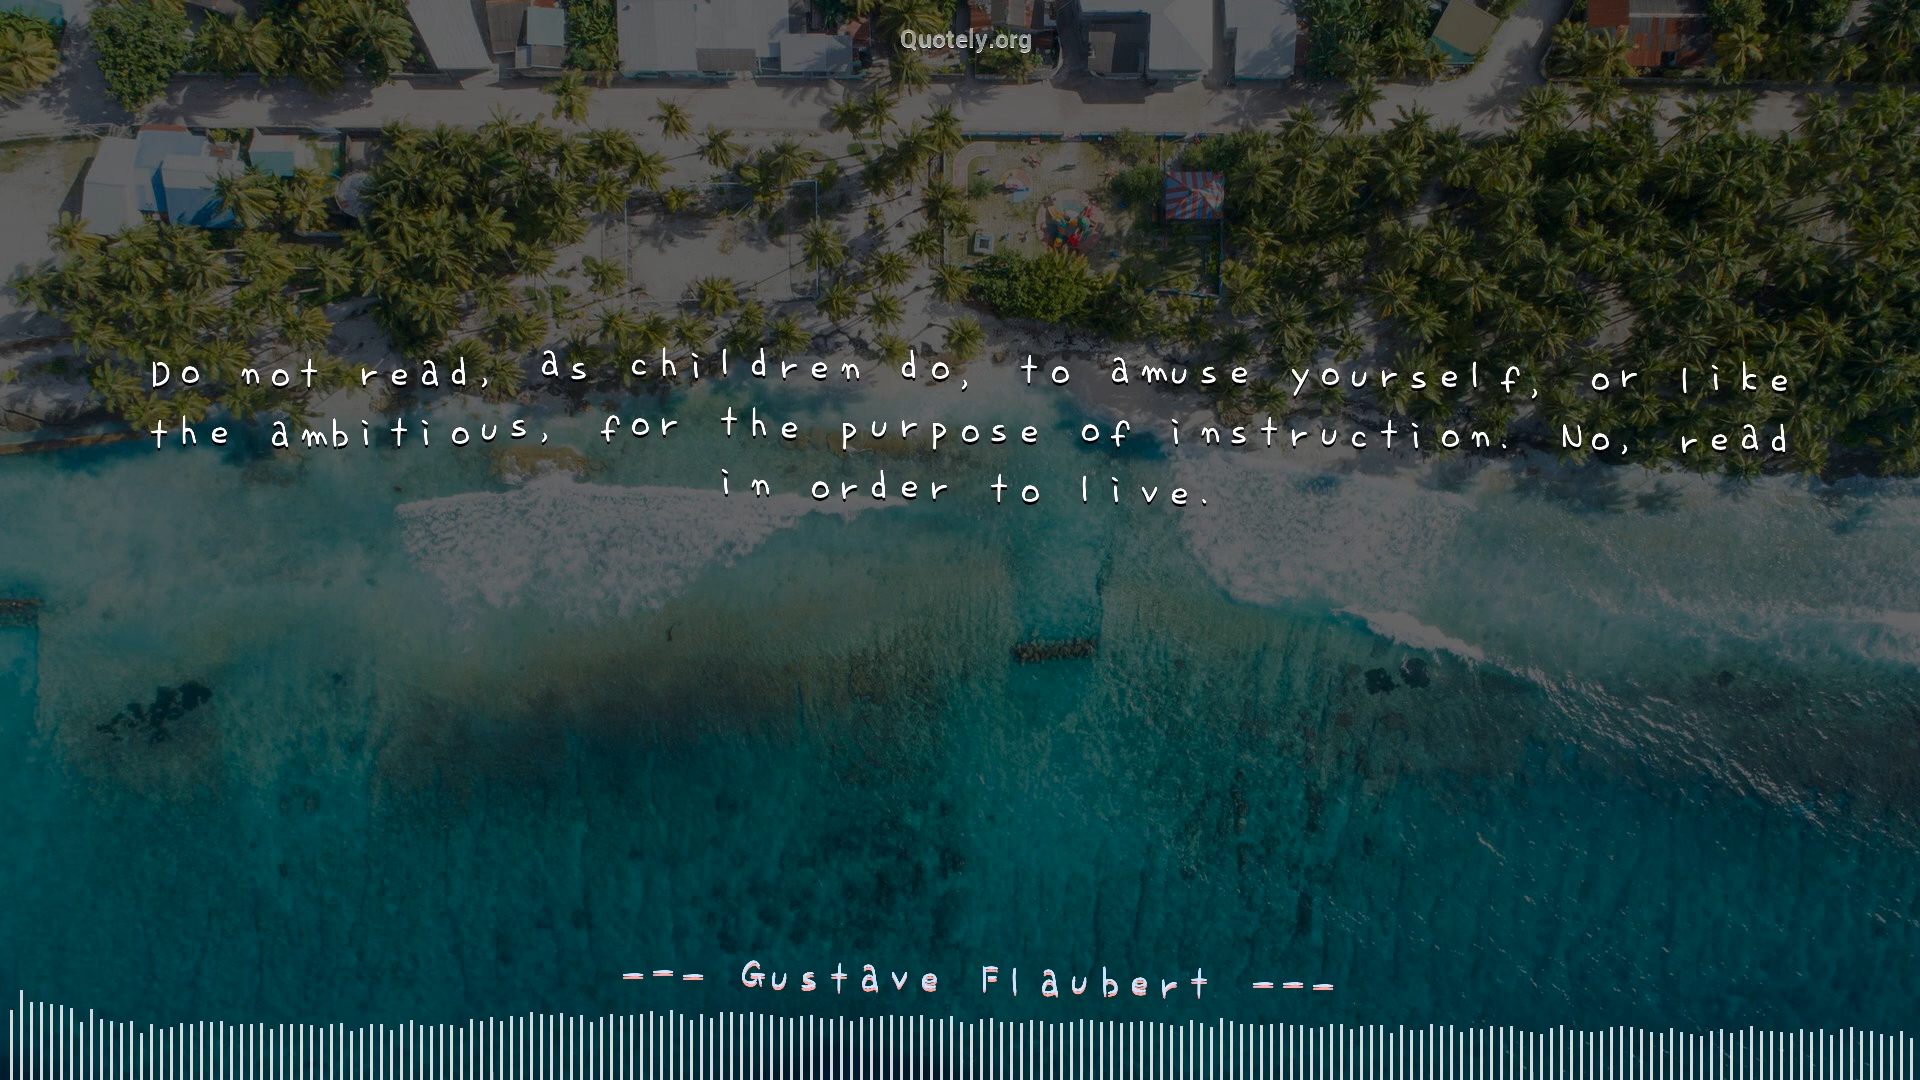 Quotely.org
Do not read, as children do, to amuse yourself, or like
the ambitious, for the purpose of instruction. No, read
in order to live.
--- Gustave Flaubert ---